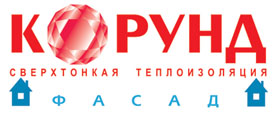 КОРУНД
СВЕРХТОНКАЯ ТЕПЛОИЗОЛЯЦИЯ
ФАСАД